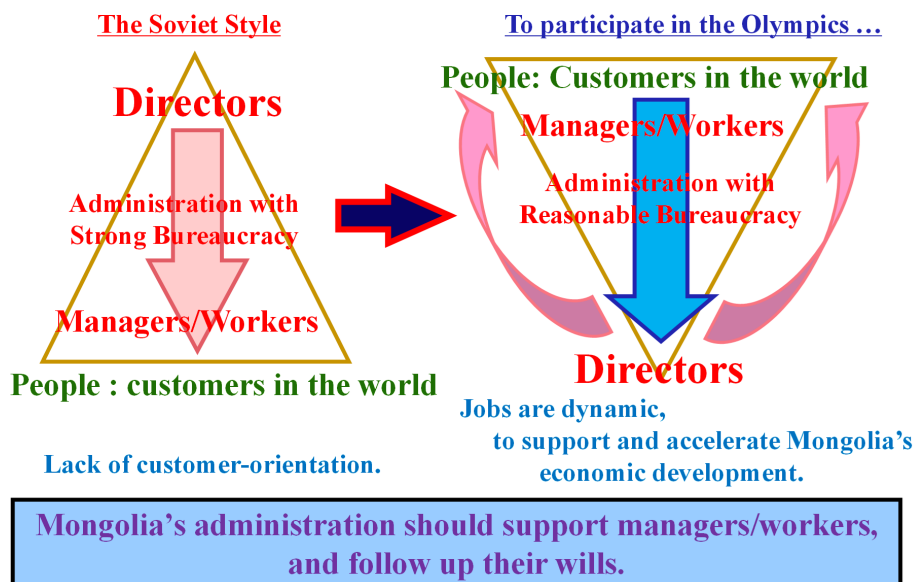 The Soviet Style
Directors
Administration with
Strong Bureaucracy
Managers/Workers
People : customers in the world
Lack of customer-orientation.
To participate in the Olympics …
People: Customers in the world
Managers/Workers
Administration with
Reasonable Bureaucracy
Directors
Jobs are dynamic,
to support and accelerate Mongolia’s
economic development.
Mongolia’s administration should support managers/workers,
and follow up their wills.